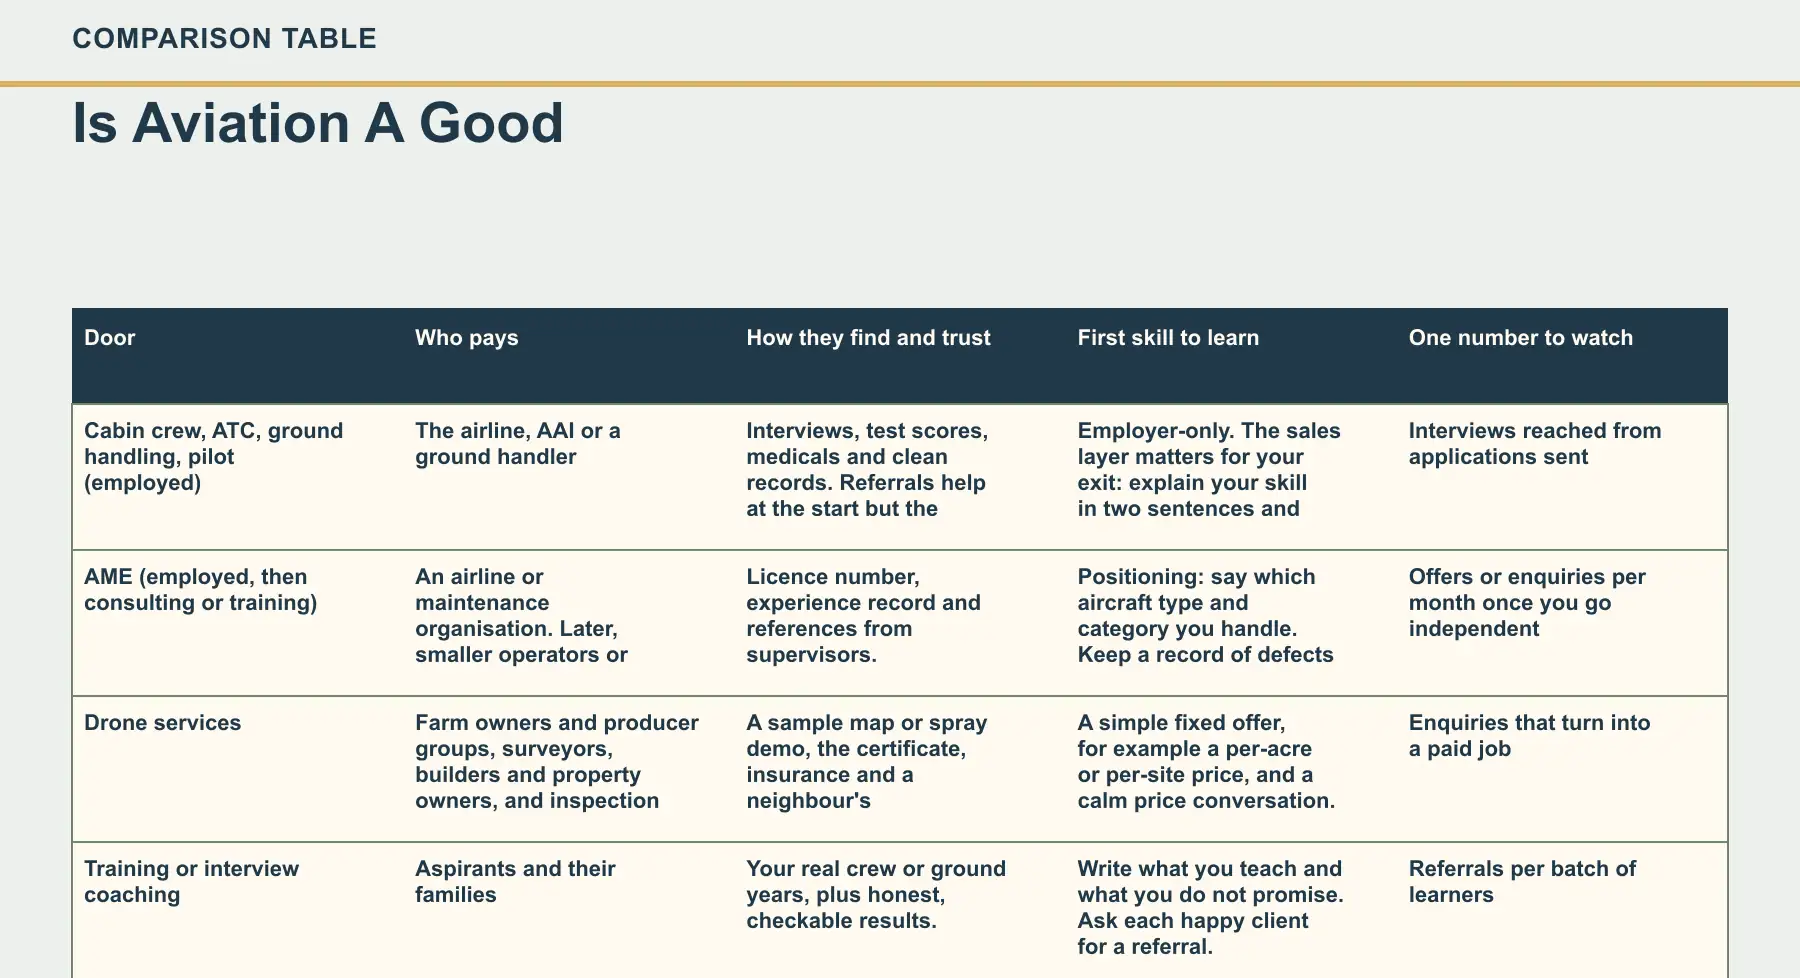 COMPARISON TABLE
Is Aviation A Good
Door
Who pays
How they find and trust
First skill to learn
One number to watch
Cabin crew, ATC, ground
handling, pilot
(employed)
The airline, AAI or a
ground handler
Interviews, test scores,
medicals and clean
records. Referrals help
at the start but the
Employer-only. The sales
layer matters for your
exit: explain your skill
in two sentences and
Interviews reached from
applications sent
AME (employed, then
consulting or training)
An airline or
maintenance
organisation. Later,
smaller operators or
Licence number,
experience record and
references from
supervisors.
Positioning: say which
aircraft type and
category you handle.
Keep a record of defects
Offers or enquiries per
month once you go
independent
Drone services
Farm owners and producer
groups, surveyors,
builders and property
owners, and inspection
A sample map or spray
demo, the certificate,
insurance and a
neighbour's
A simple fixed offer,
for example a per-acre
or per-site price, and a
calm price conversation.
Enquiries that turn into
a paid job
Training or interview
coaching
Aspirants and their
families
Your real crew or ground
years, plus honest,
checkable results.
Write what you teach and
what you do not promise.
Ask each happy client
for a referral.
Referrals per batch of
learners